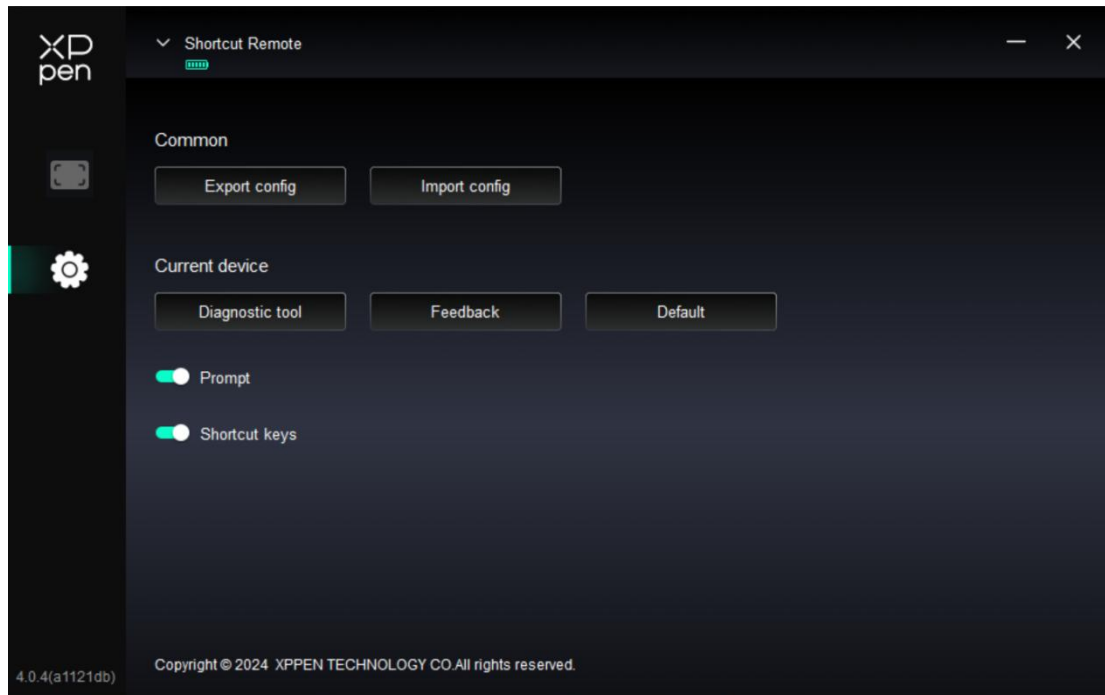 XP
pen
Shortcut Remote
Common
Export config
Import config
Current device
Diagnostic tool
Feedback
Default
Prompt
Shortcut keys
4.0.4(a1121db)
Copyright © 2024 XPPEN TECHNOLOGY CO.All rights reserved.